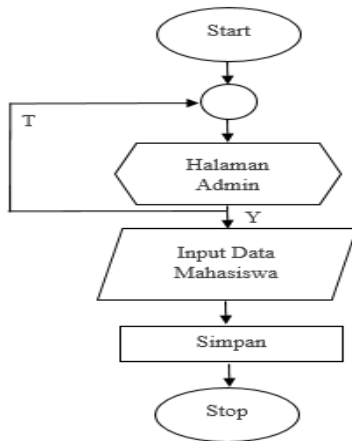 Start
T
Halaman
Admin
Y
Input Data
Mahasiswa
Simpan
Stop